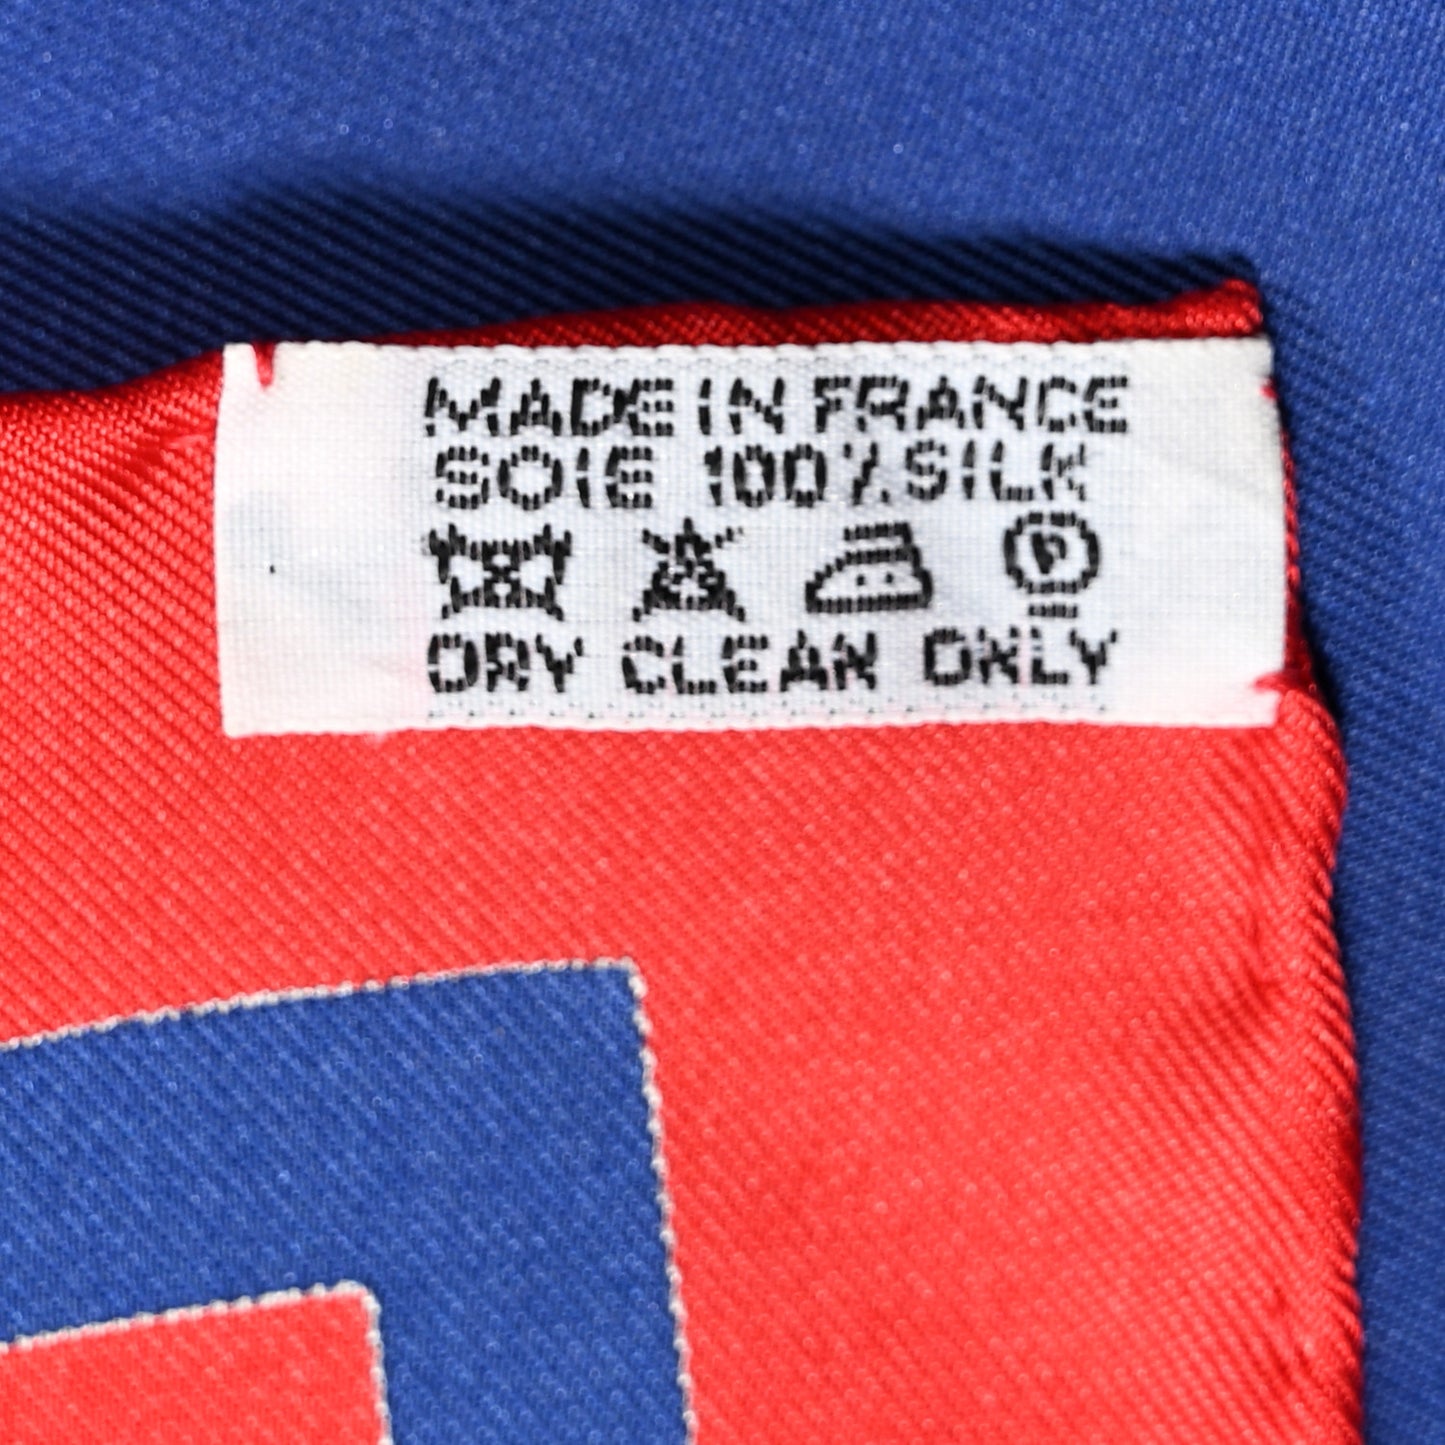 MADE IN FRANCE
SOIE 100% SILK
P
DRY CLEAN ONLY